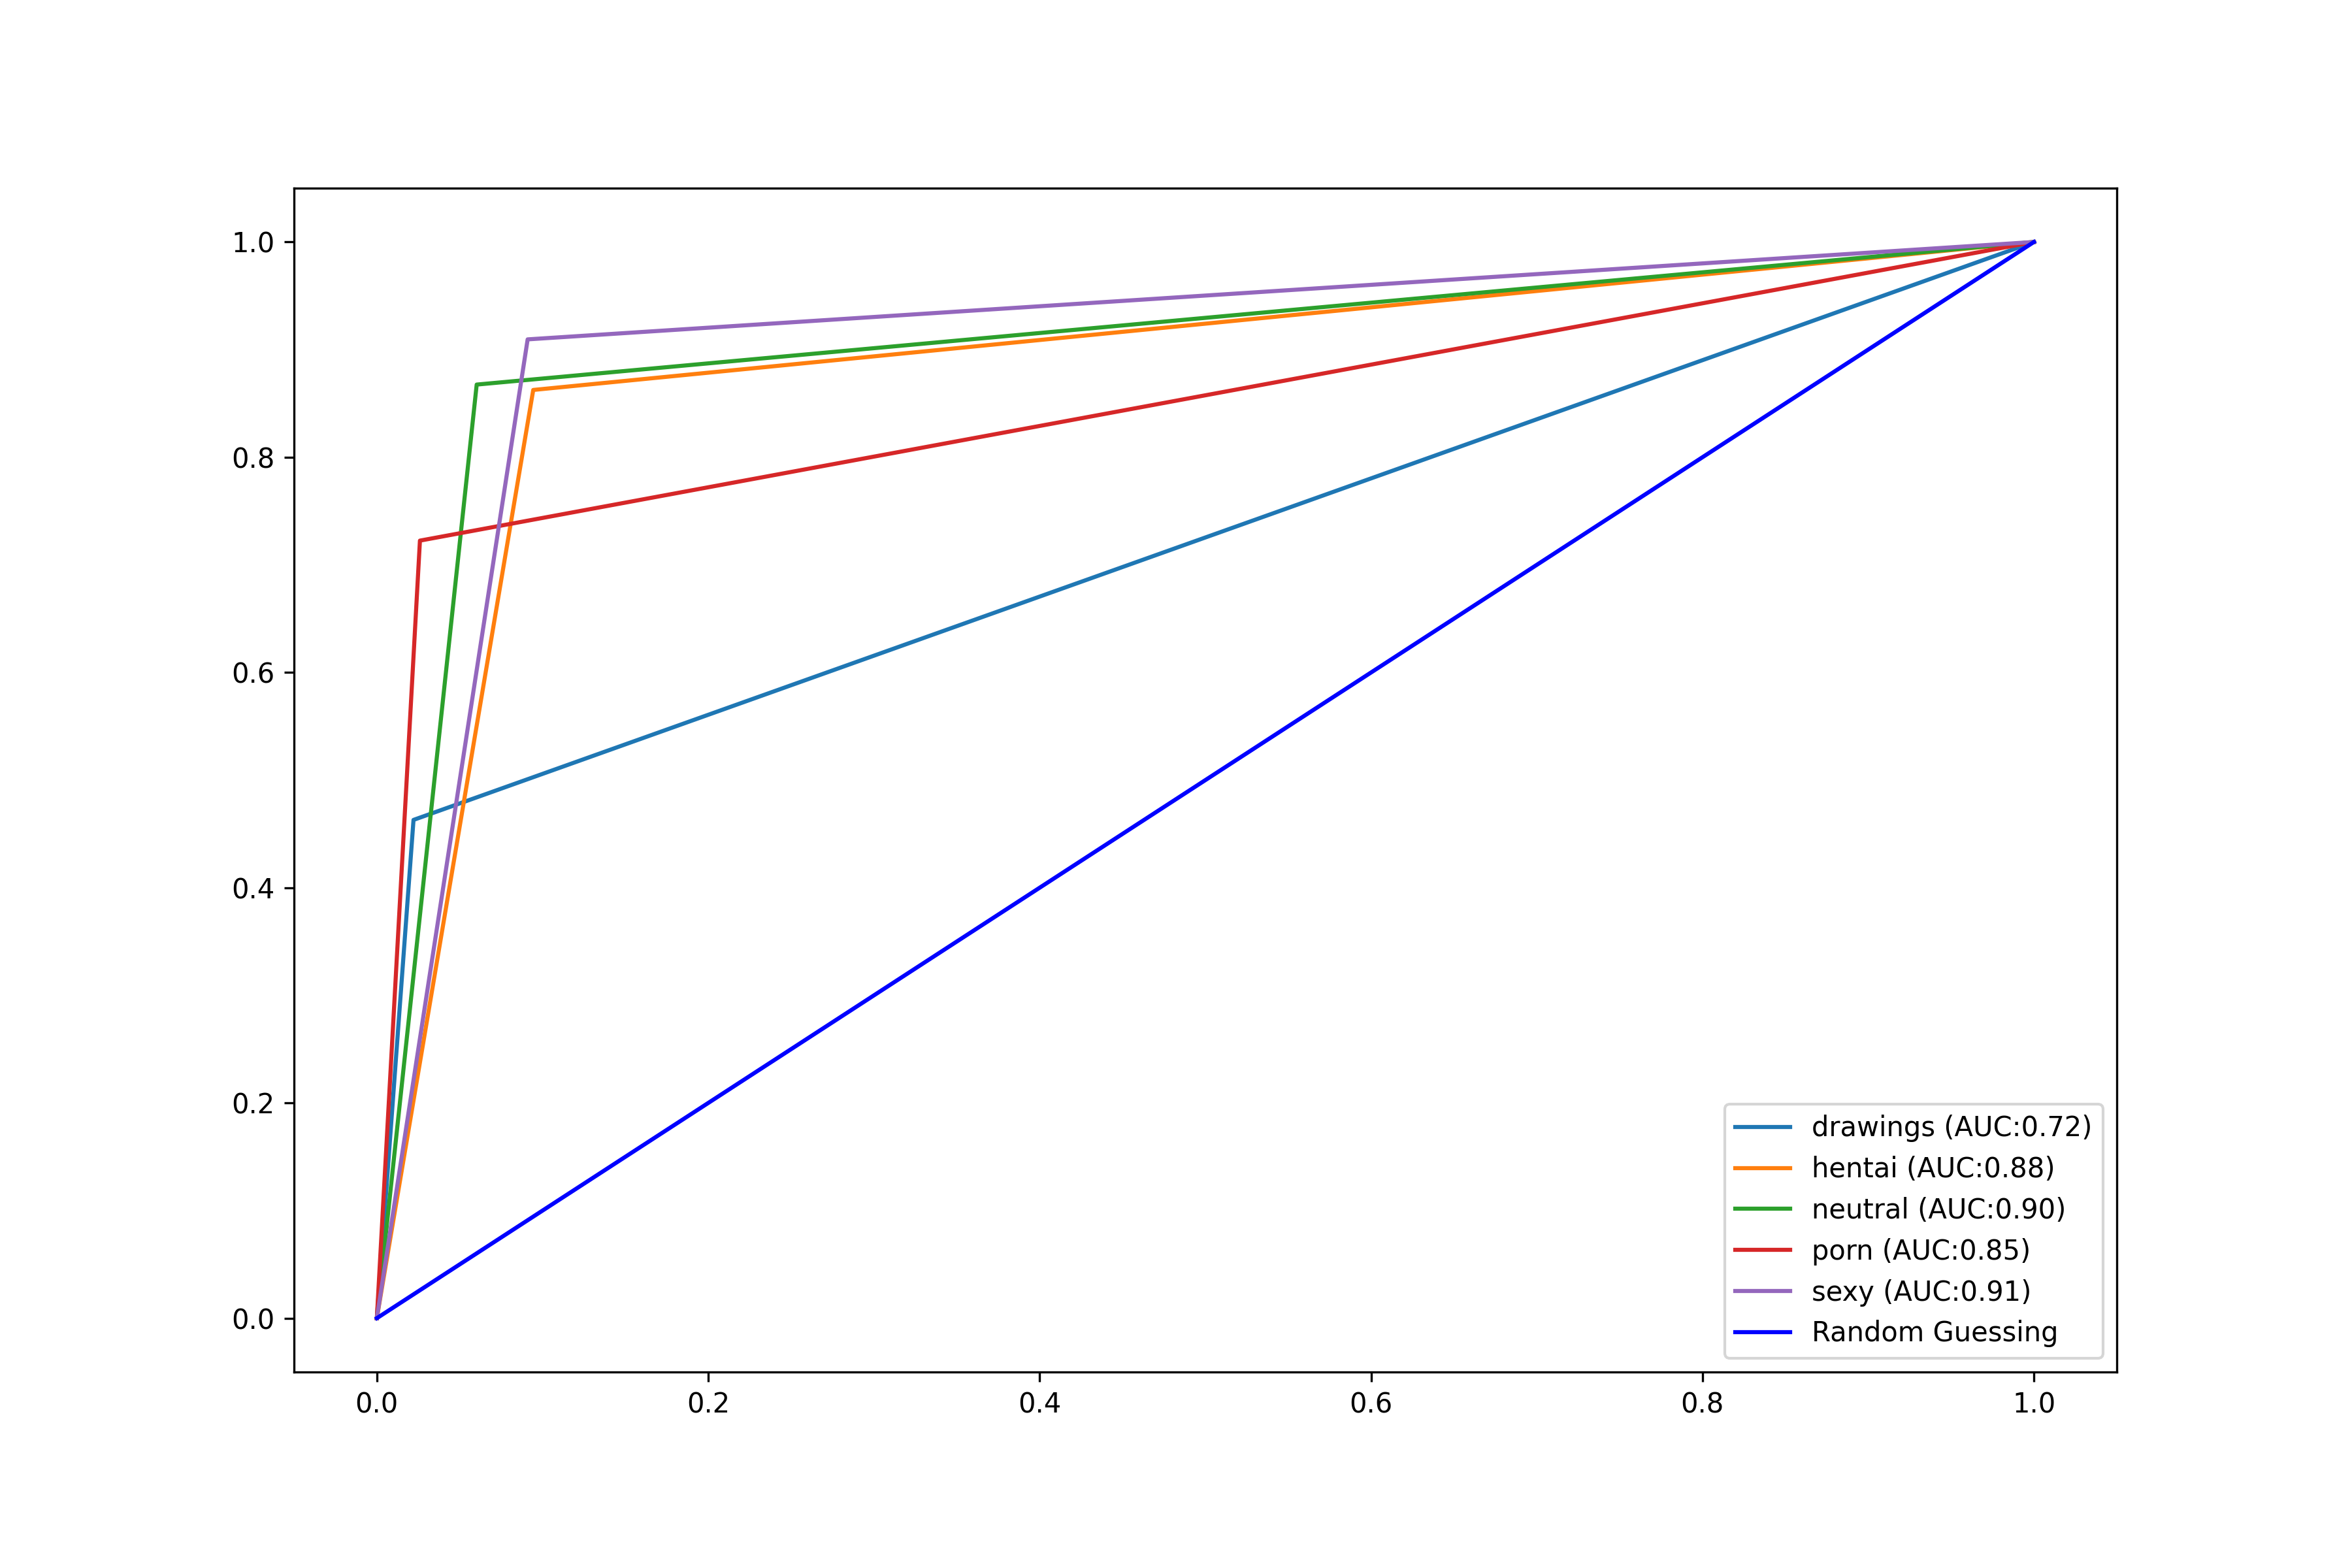 1.0
0.8
0.6
0.4
0.2
0.0
0.0 0.2 0.4 0.6 0.8 1.0
drawings (AUC:0.72)
hentai (AUC:0.88)
neutral (AUC:0.90)
porn (AUC:0.85)
sexy (AUC:0.91)
Random Guessing